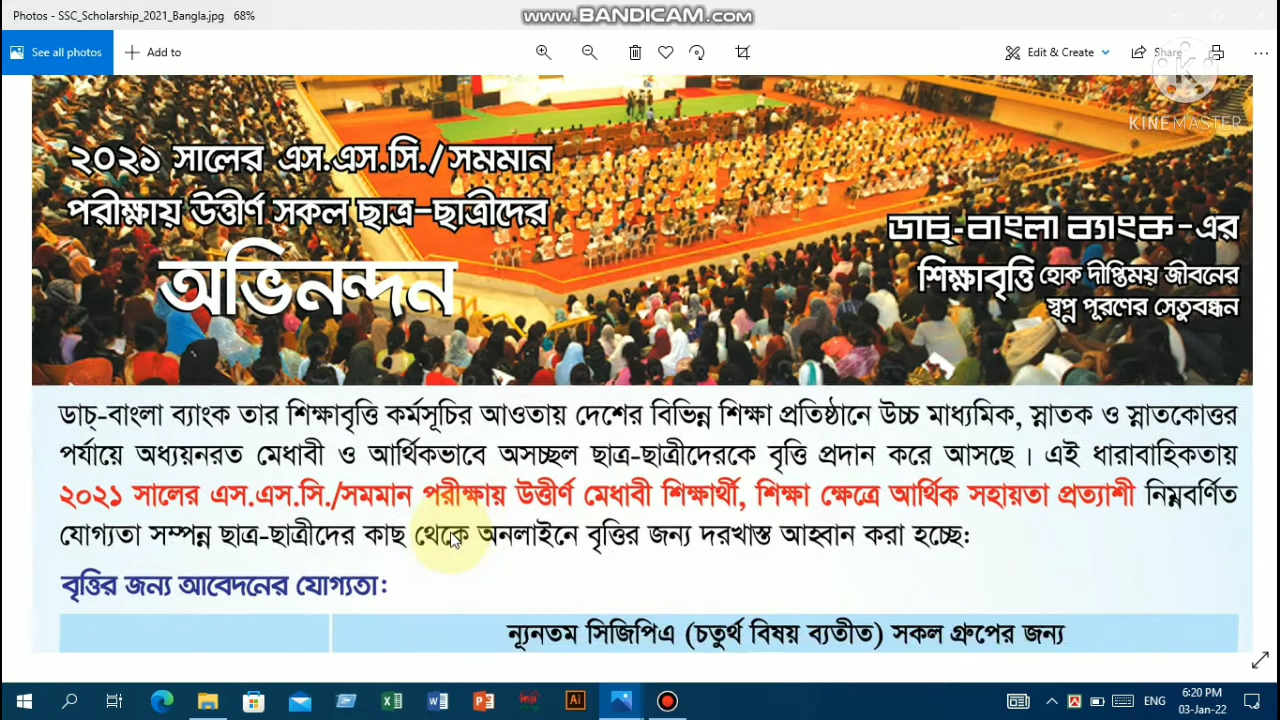 Photos - SSC_Scholarship_2021_Bangla.jpg 68%
www.BANDICAM.com
See all photos
Add to
Edit & Create
Share
K
KINEMASTER
২০২১ সালের এস.এস.সি./সমমান
পরীক্ষায় উত্তীর্ণ সকল ছাত্র-ছাত্রীদের
অভিনন্দন
ডাচ্-বাংলা ব্যাংক-এর
শিক্ষাবৃত্তি হোক দীপ্তিময় জীবনের
স্বপ্ন পূরণের সেতুবন্ধন
ডাচ্-বাংলা ব্যাংক তার শিক্ষাবৃত্তি কর্মসূচির আওতায় দেশের বিভিন্ন শিক্ষা প্রতিষ্ঠানে উচ্চ মাধ্যমিক, স্নাতক ও স্নাতকোত্তর
পর্যায়ে অধ্যয়নরত মেধাবী ও আর্থিকভাবে অসচ্ছল ছাত্র-ছাত্রীদেরকে বৃত্তি প্রদান করে আসছে। এই ধারাবাহিকতায়
২০২১ সালের এস.এস.সি./সমমান পরীক্ষায় উত্তীর্ণ মেধাবী শিক্ষার্থী, শিক্ষা ক্ষেত্রে আর্থিক সহায়তা প্রত্যাশী নিম্নবর্ণিত
যোগ্যতা সম্পন্ন ছাত্র-ছাত্রীদের কাছ থেকে অনলাইনে বৃত্তির জন্য দরখাস্ত আহ্বান করা হচ্ছে:
বৃত্তির জন্য আবেদনের যোগ্যতা:
ন্যূনতম সিজিপিএ (চতুর্থ বিষয় ব্যতীত) সকল গ্রুপের জন্য
ENG
6:20 PM
03-Jan-22